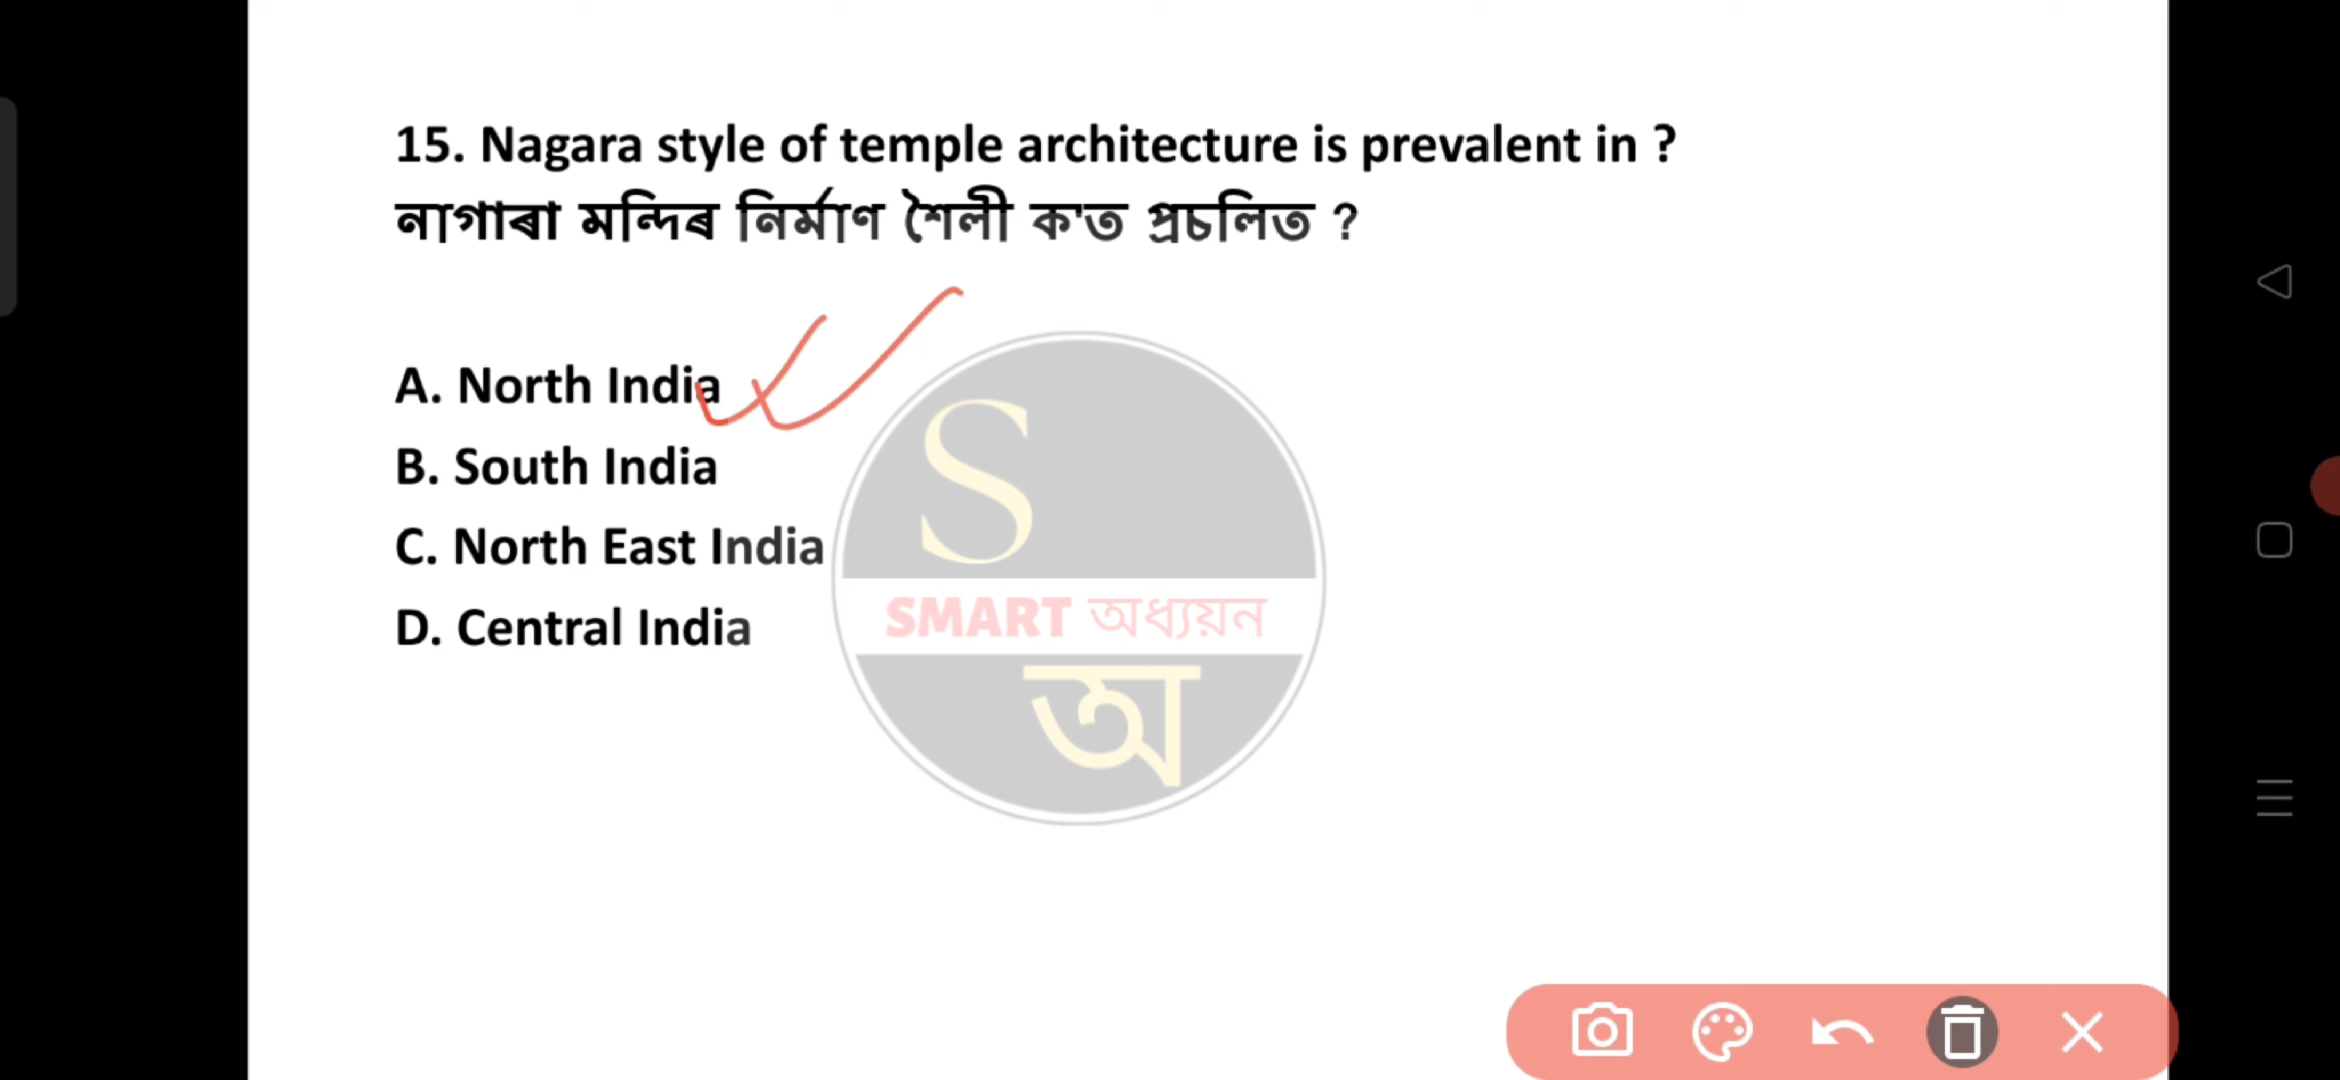 15. Nagara style of temple architecture is prevalent in ?
নাগাৰা মন্দিৰ নিৰ্মাণ শৈলী ক'ত প্ৰচলিত ?
A. North India
B. South India
C. North East India
D. Central India
S
SMART অধ্যয়ন
অ